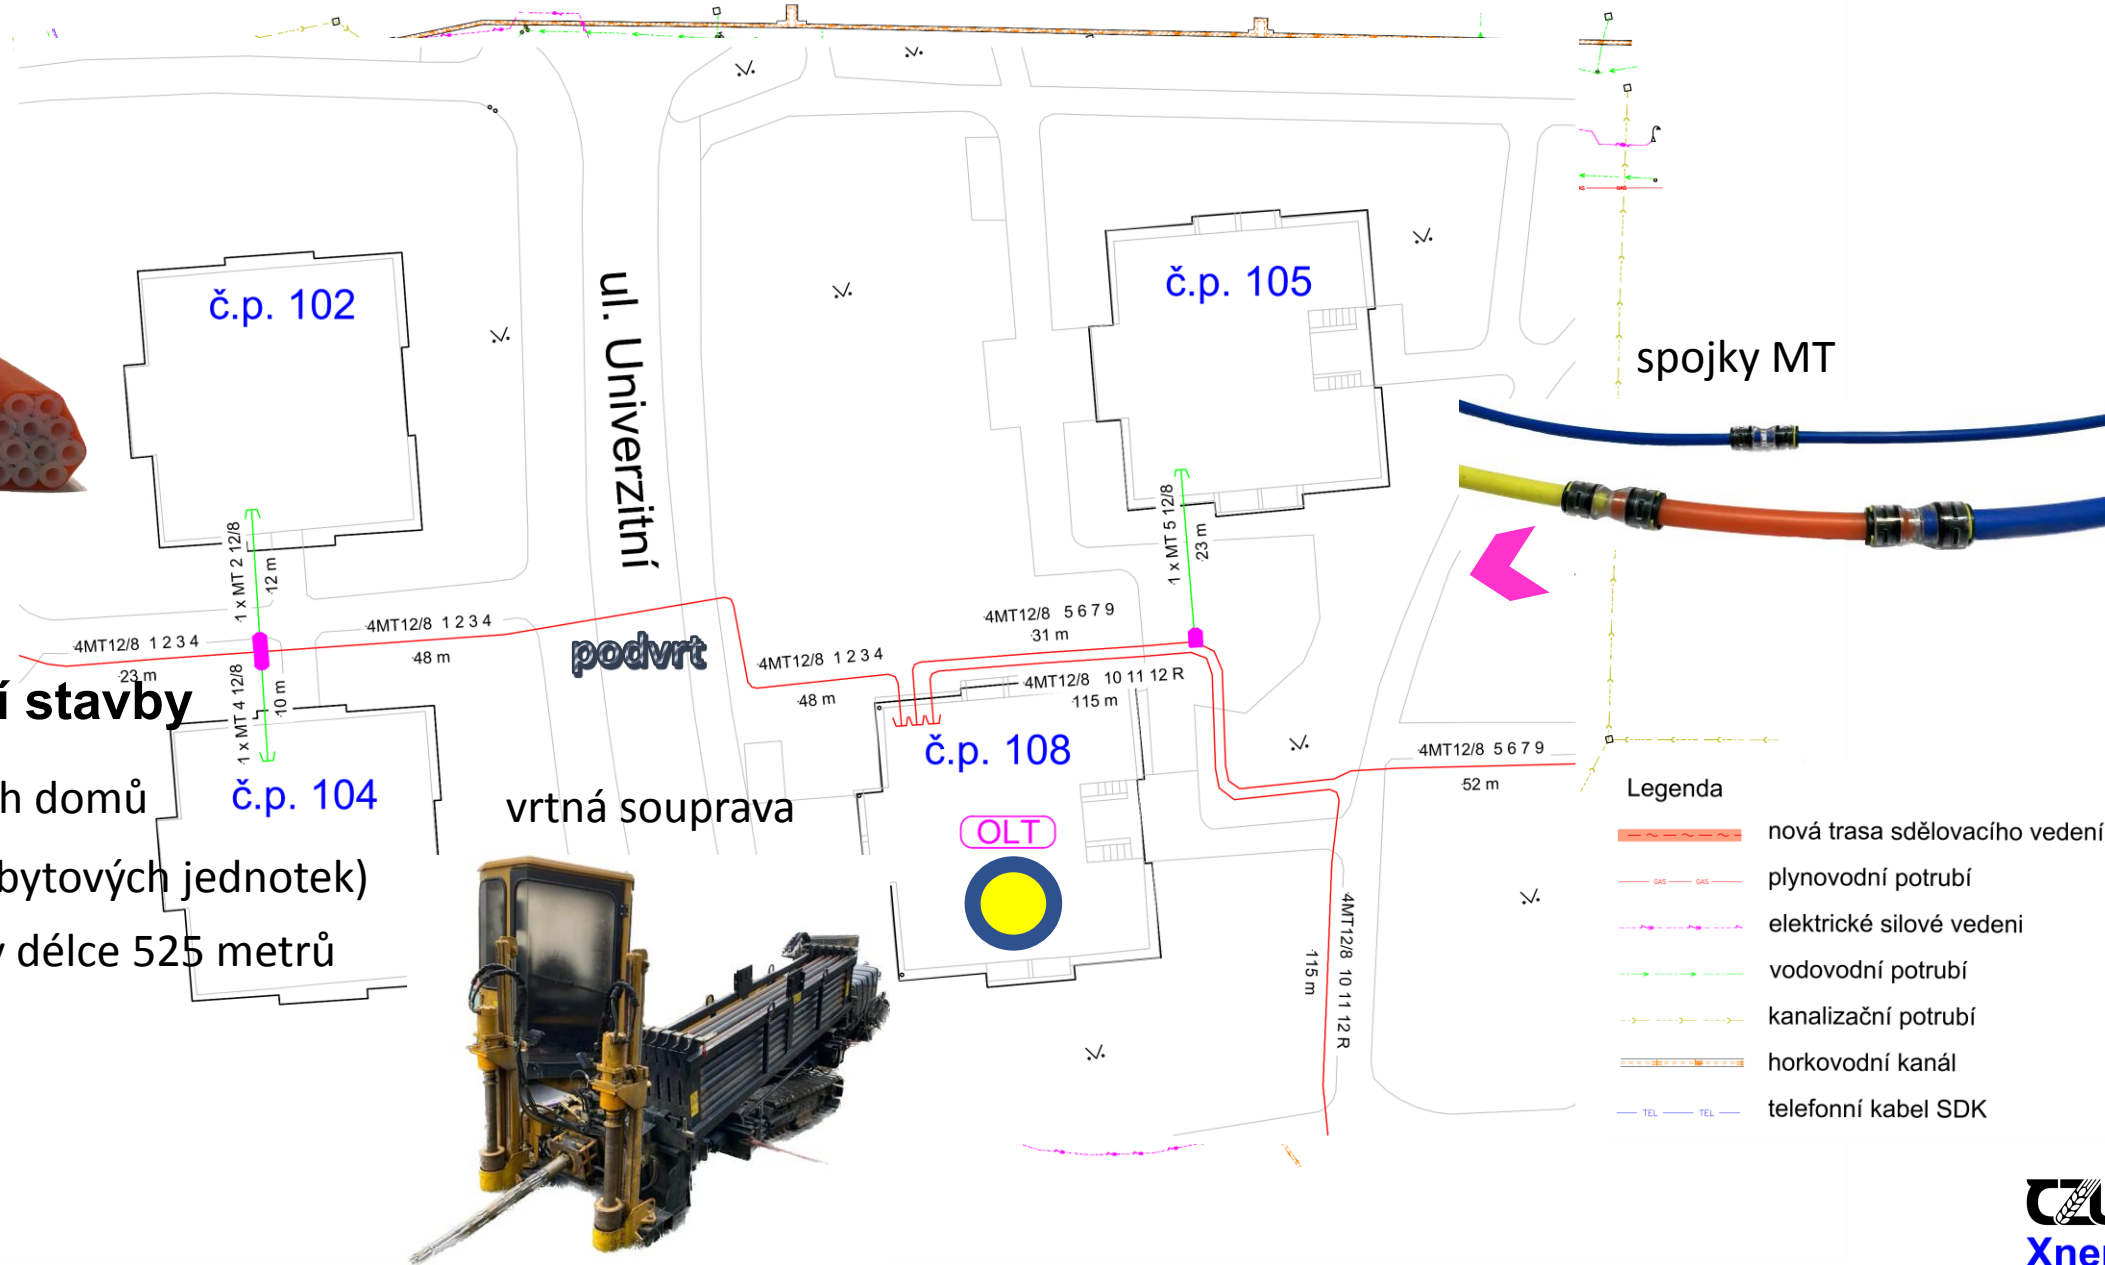 č.p. 102
č.p. 105
ul. Univerzitní
spojky MT
1 x MT 2 12/8
12 m
1 x MT 5 12/8
23 m
4MT12/8 1 2 3 4
23 m
4MT12/8 1 2 3 4
48 m
podvrt
4MT12/8 1 2 3 4
48 m
4MT12/8 5 6 7 9
31 m
4MT12/8 10 11 12 R
115 m
1 x MT 4 12/8
10 m
í stavby
č.p. 104
č.p. 108
OLT
4MT12/8 5 6 7 9
52 m
4MT12/8 10 11 12 R
115 m
h domů
bytových jednotek)
v délce 525 metrů
vrtná souprava
Legenda
nová trasa sdělovacího vedení
GAS GAS plynovodní potrubí
elektrické silové vedeni
vodovodní potrubí
kanalizační potrubí
horkovodní kanál
TEL TEL telefonní kabel SDK